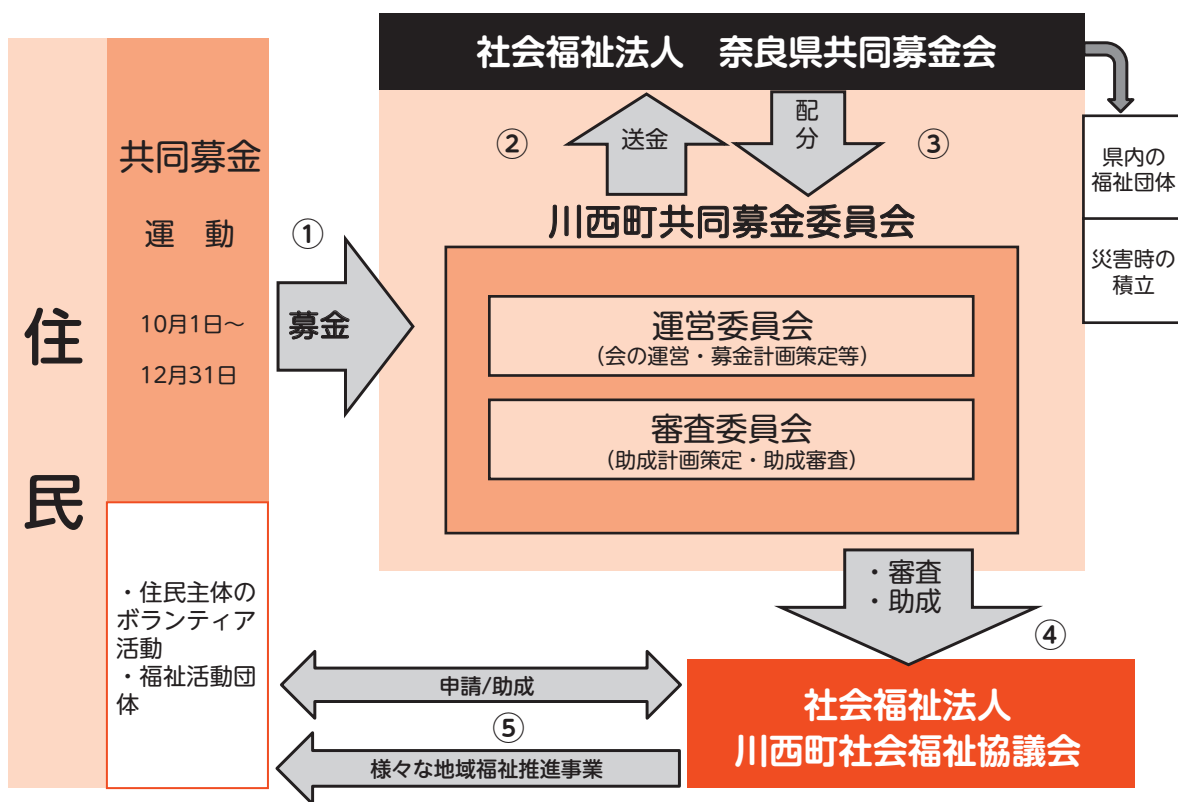 社会福祉法人　奈良県共同募金会
住
民
共同募金
運　動
10月1日～
12月31日
①
募金
②
送金
配
分
③
県内の
福祉団体
災害時の
積立
川西町共同募金委員会
運営委員会
(会の運営・募金計画策定等)
審査委員会
(助成計画策定・助成審査)
・審査
・助成
④
・住民主体の
ボランティア
活動
・福祉活動団
体
申請/助成
⑤
様々な地域福祉推進事業
社会福祉法人
川西町社会福祉協議会